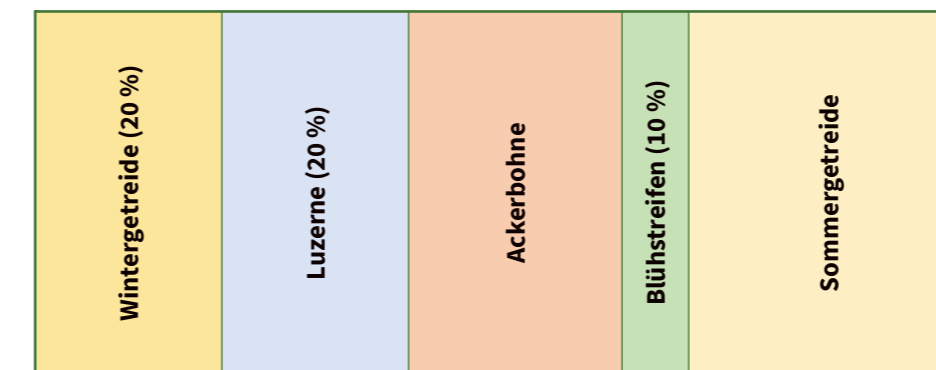 Wintergetreide (20 %)
Luzerne (20 %)
Ackerbohne
Blühstreifen (10 %)
Sommergetreide